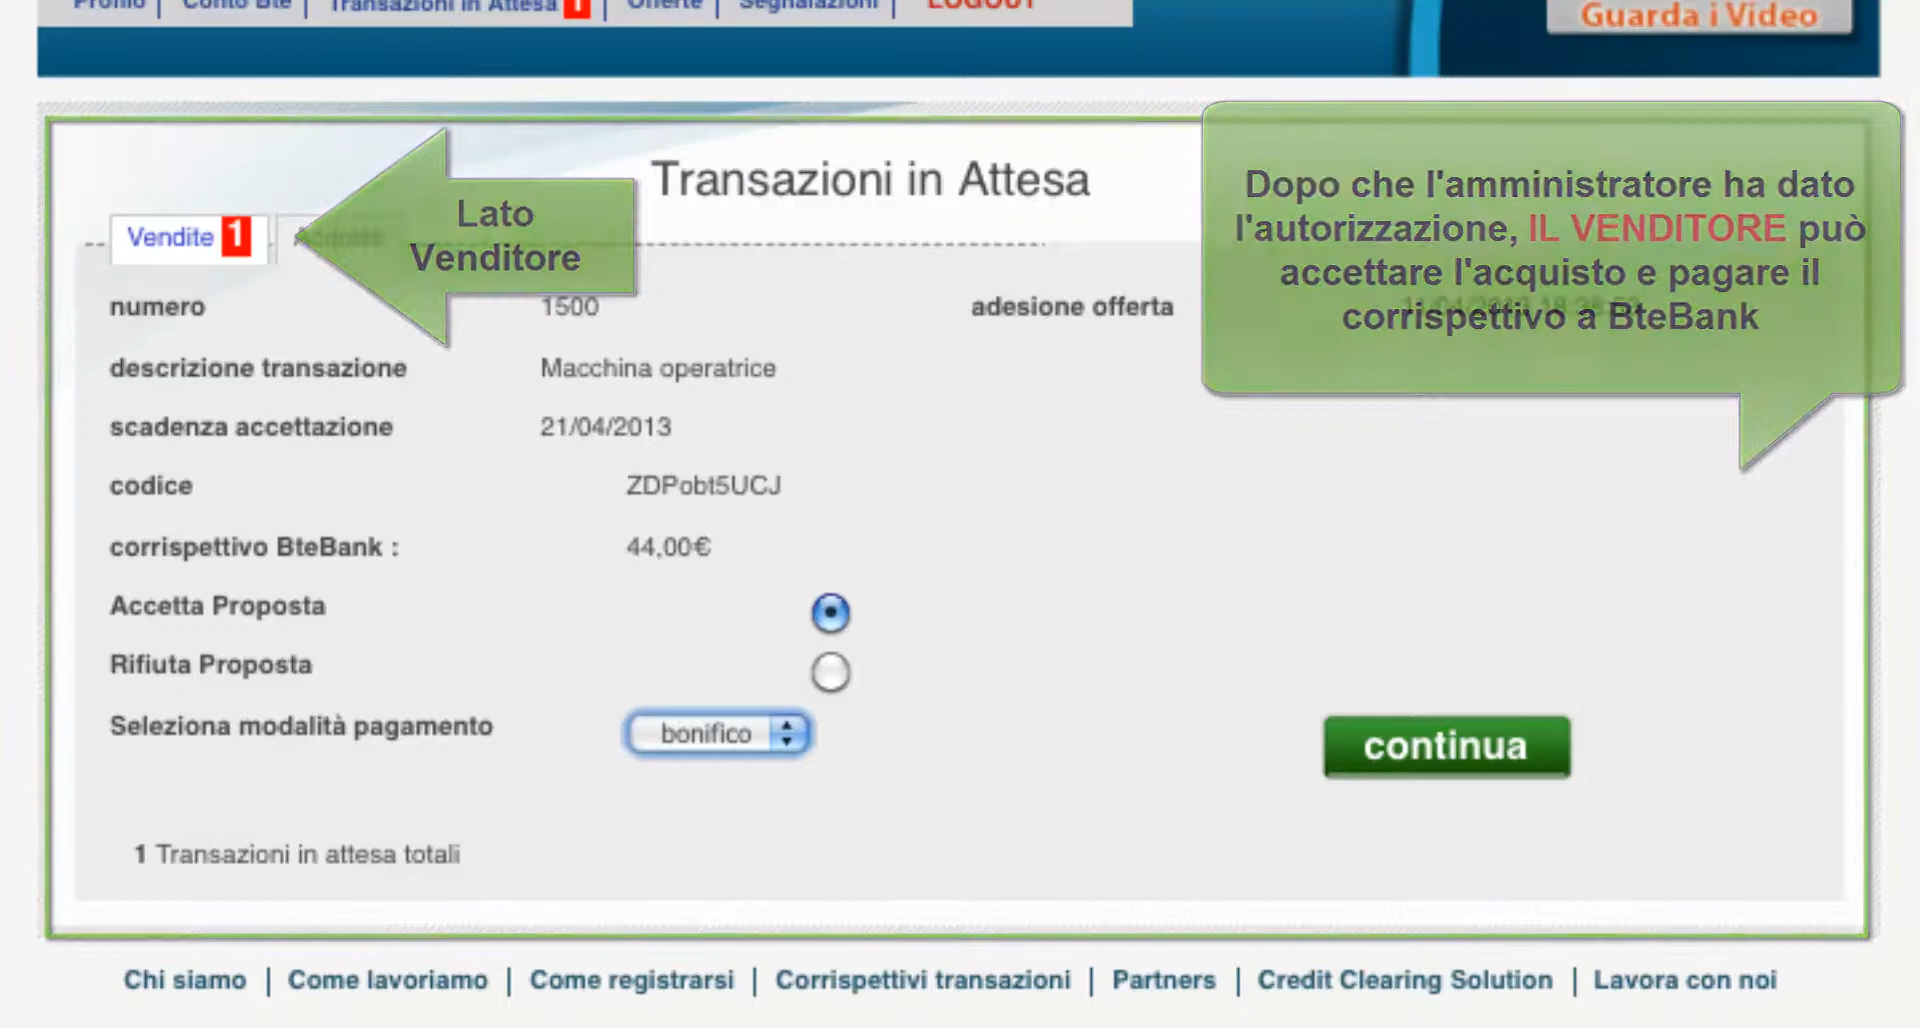 Profilo | Conto Bte | Transazioni in Attesa 1 | Offerte | Segnalazioni | LOGOUT
Guarda i Video
Transazioni in Attesa
Dopo che l'amministratore ha dato
l'autorizzazione, IL VENDITORE può
accettare l'acquisto e pagare il
corrispettivo a BteBank
Lato
Venditore
Vendite 1
numero 1500 adesione offerta
descrizione transazione Macchina operatrice
scadenza accettazione 21/04/2013
codice ZDPobt5UCJ
corrispettivo BteBank : 44,00€
Accetta Proposta
Rifiuta Proposta
Seleziona modalità pagamento bonifico
continua
1 Transazioni in attesa totali
Chi siamo | Come lavoriamo | Come registrarsi | Corrispettivi transazioni | Partners | Credit Clearing Solution | Lavora con noi